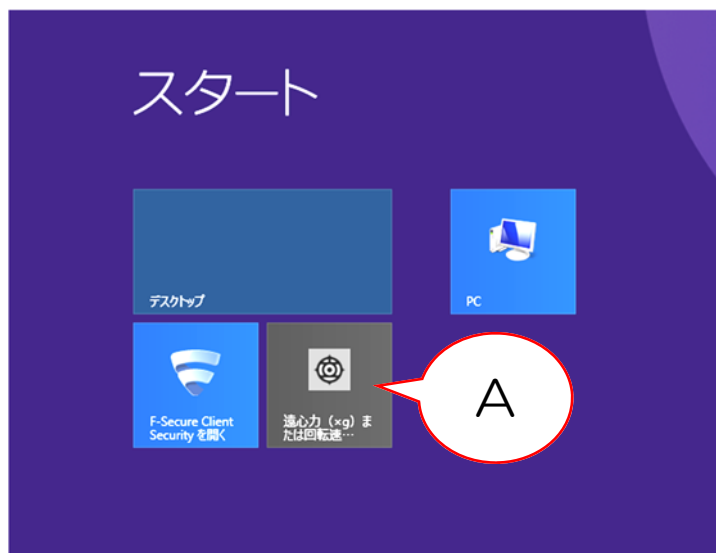 スタート
デスクトップ
PC
F-Secure Client
Security を開く
遠心力（×g）ま
たは回転速…
A